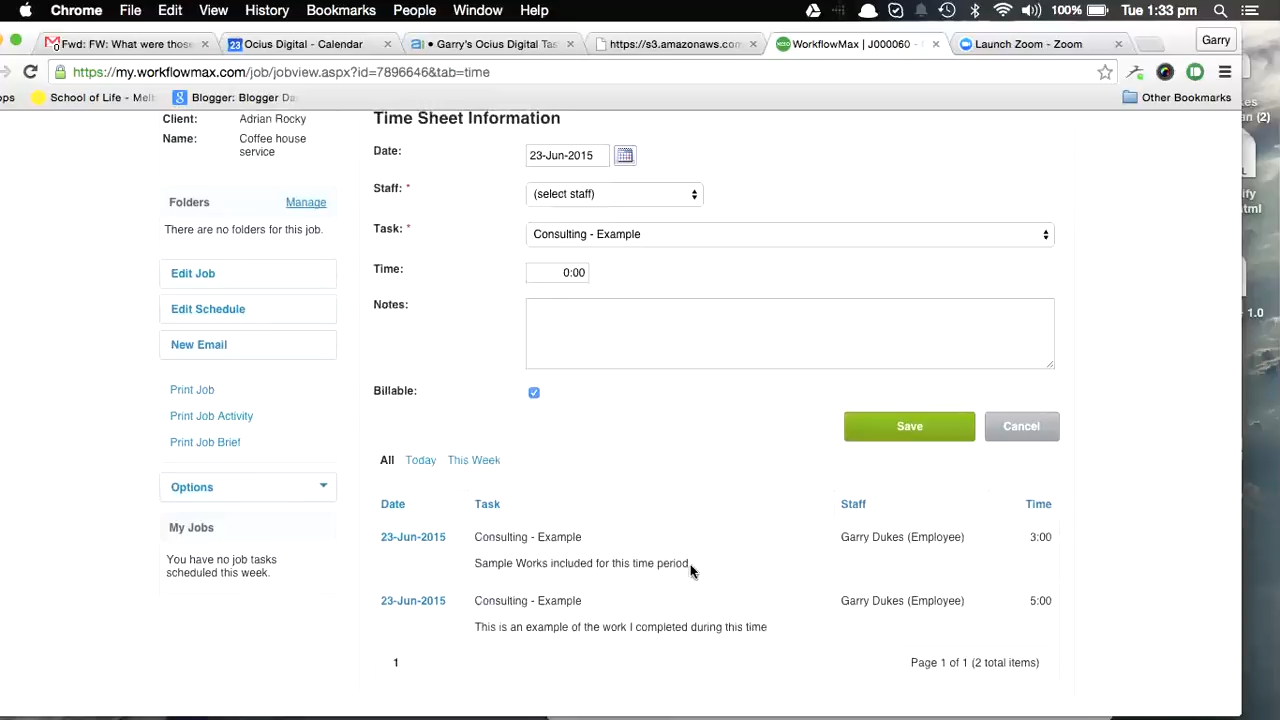 Chrome File Edit View History Bookmarks People Window Help 100% Tue 1:33 pm
Fwd: FW: What were those × Ocius Digital - Calendar × • Garry's Ocius Digital Tas × https://s3.amazonaws.com × WorkflowMax | J000060 - × Launch Zoom - Zoom × Garry
https://my.workflowmax.com/job/jobview.aspx?id=7896646&tab=time
School of Life - Mel Blogger: Blogger Da Other Bookmarks
Client: Adrian Rocky
Name: Coffee house
service
Folders Manage
There are no folders for this job.
Edit Job
Edit Schedule
New Email
Print Job
Print Job Activity
Print Job Brief
Options
My Jobs
You have no job tasks
scheduled this week.
Time Sheet Information
Date: 23-Jun-2015
Staff: * (select staff)
Task: * Consulting - Example
Time: 0:00
Notes:
Billable:
Save Cancel
All Today This Week
Date Task Staff Time
23-Jun-2015 Consulting - Example Garry Dukes (Employee) 3:00
Sample Works included for this time period
23-Jun-2015 Consulting - Example Garry Dukes (Employee) 5:00
This is an example of the work I completed during this time
1 Page 1 of 1 (2 total items)
(2)
1.0